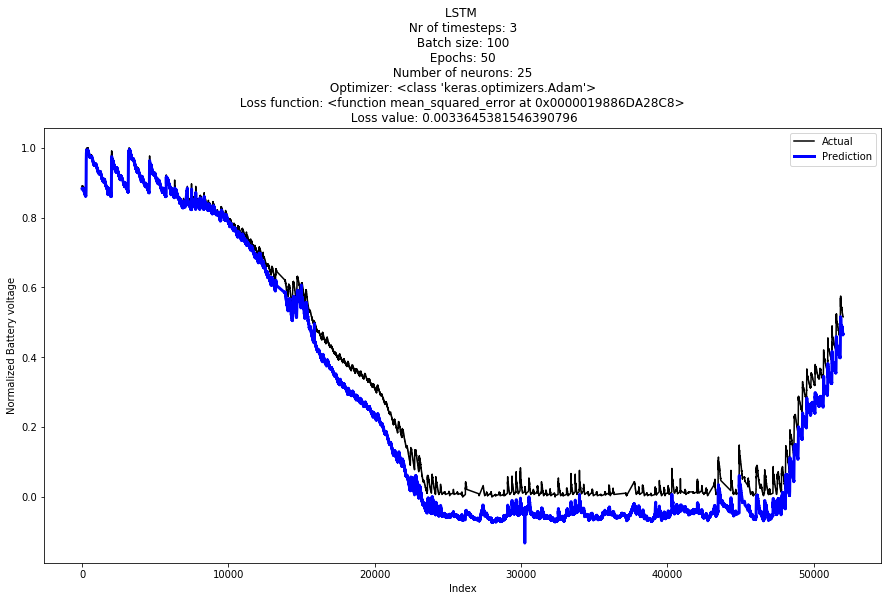 LSTM
Nr of timesteps: 3
Batch size: 100
Epochs: 50
Number of neurons: 25
Optimizer: <class 'keras.optimizers.Adam'>
Loss function: <function mean_squared_error at 0x0000019886DA28C8>
Loss value: 0.0033645381546390796
Actual
Prediction
1.0
0.8
0.6
0.4
0.2
0.0
Normalized Battery voltage
0 10000 20000 30000 40000 50000
Index